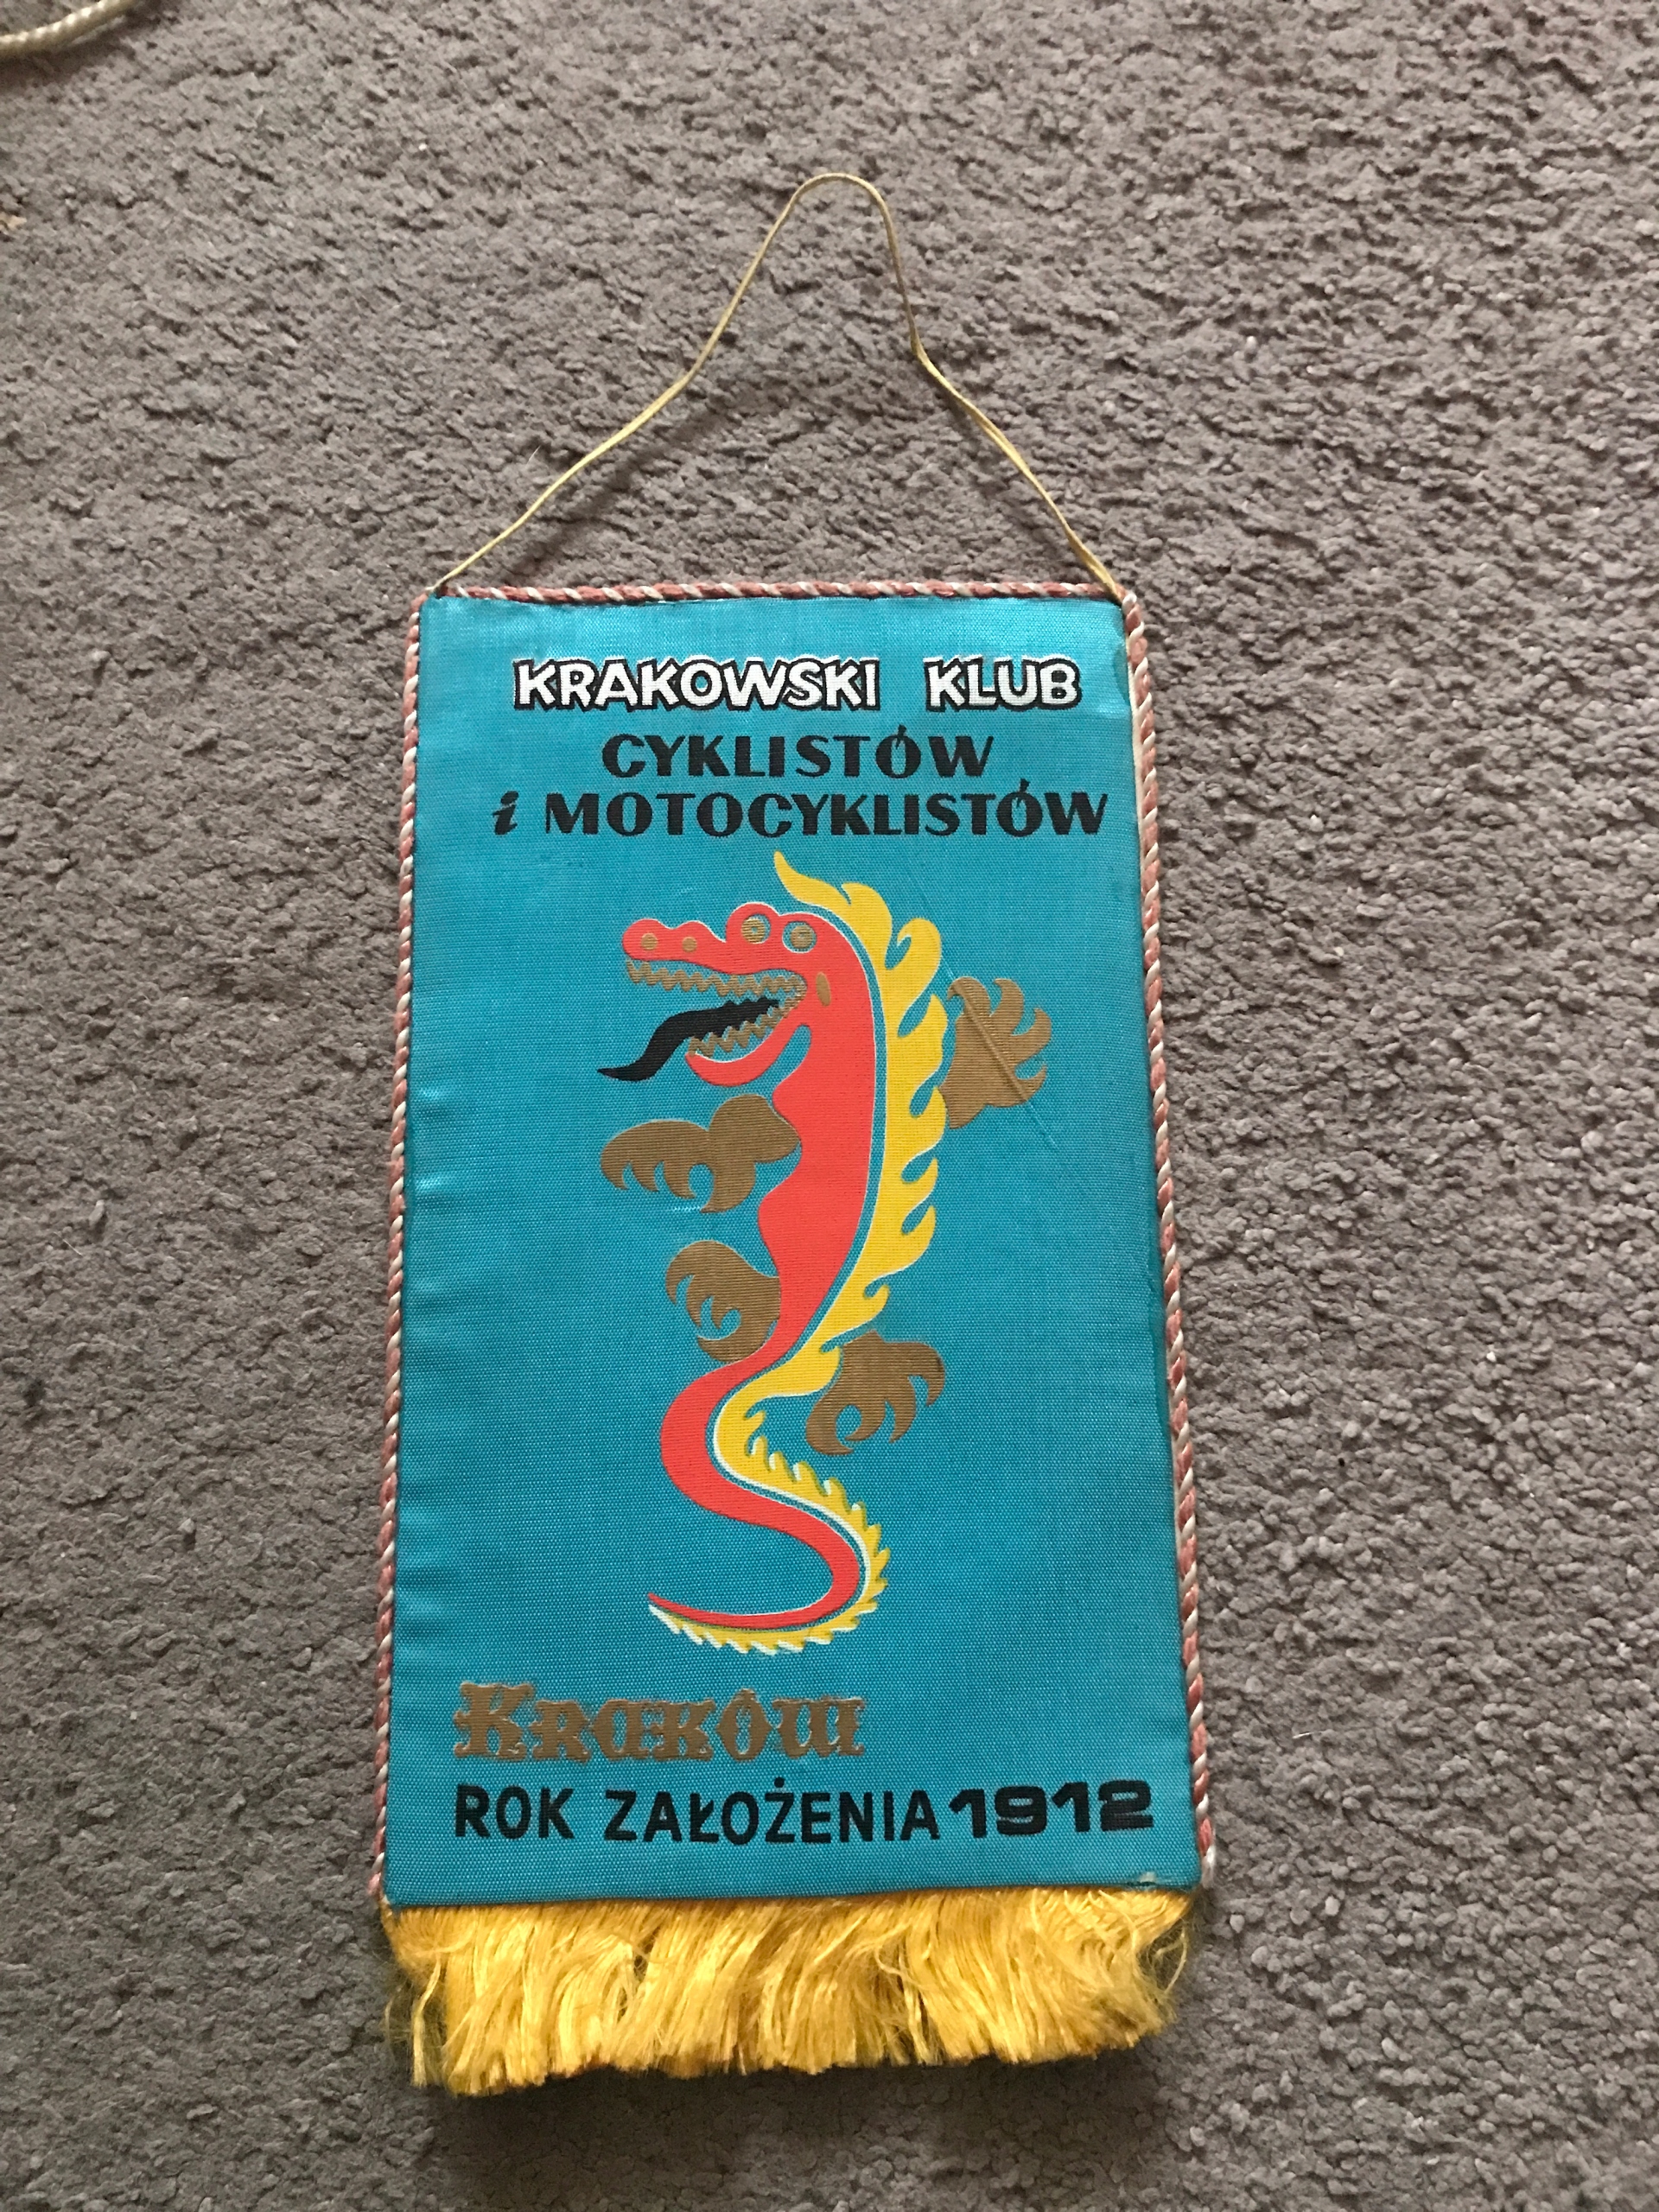 KRAKOWSKI KLUB
CYKLISTÓW
i MOTOCYKLISTÓW
KRAKÓW
ROK ZAŁOŻENIA 1912